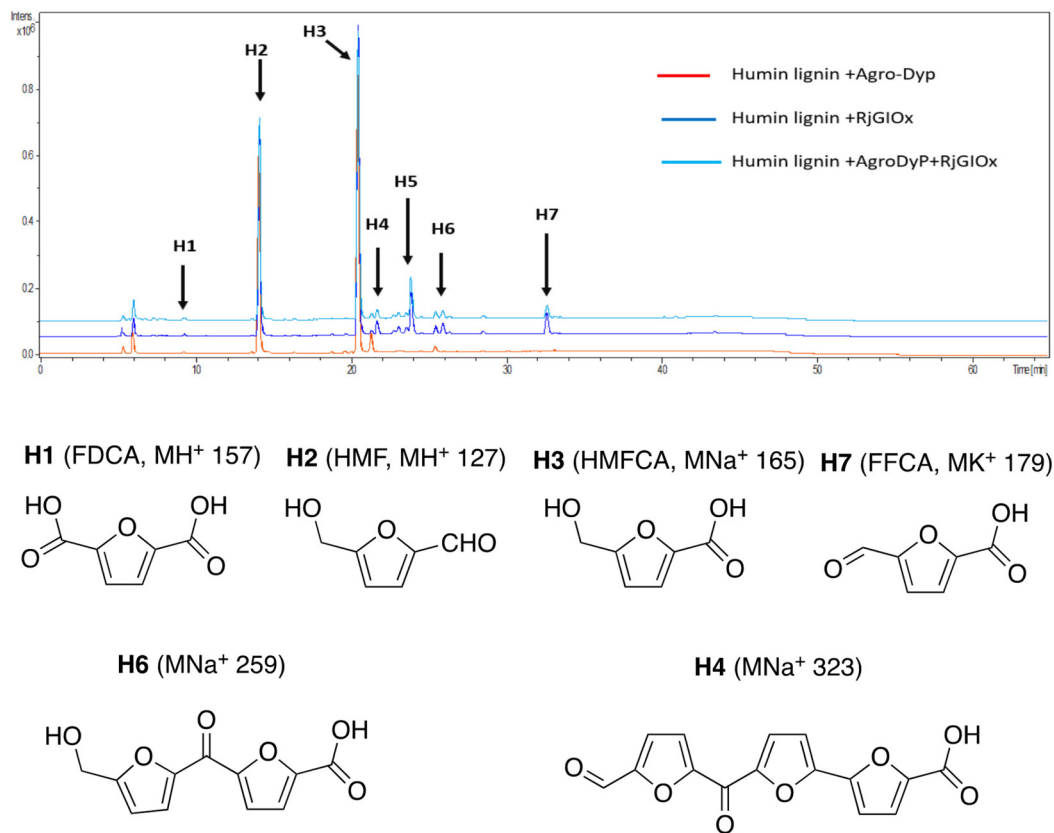 Intens.
x10⁶
0.8
0.6
0.4
0.2
0.0
0
10
20
30
40
50
60
Time [min]
H1
H2
H3
H4
H5
H6
H7
Humin lignin +Agro-Dyp
Humin lignin +RjGlOx
Humin lignin +AgroDyP+RjGlOx
H1 (FDCA, MH⁺ 157)
H2 (HMF, MH⁺ 127)
H3 (HMFCA, MNa⁺ 165)
H7 (FFCA, MK⁺ 179)
HO O OH
O O
HO O CHO
HO O OH
O
O O OH
O
H6 (MNa⁺ 259)
H4 (MNa⁺ 323)
HO O O O OH
O
O O O O O OH
O